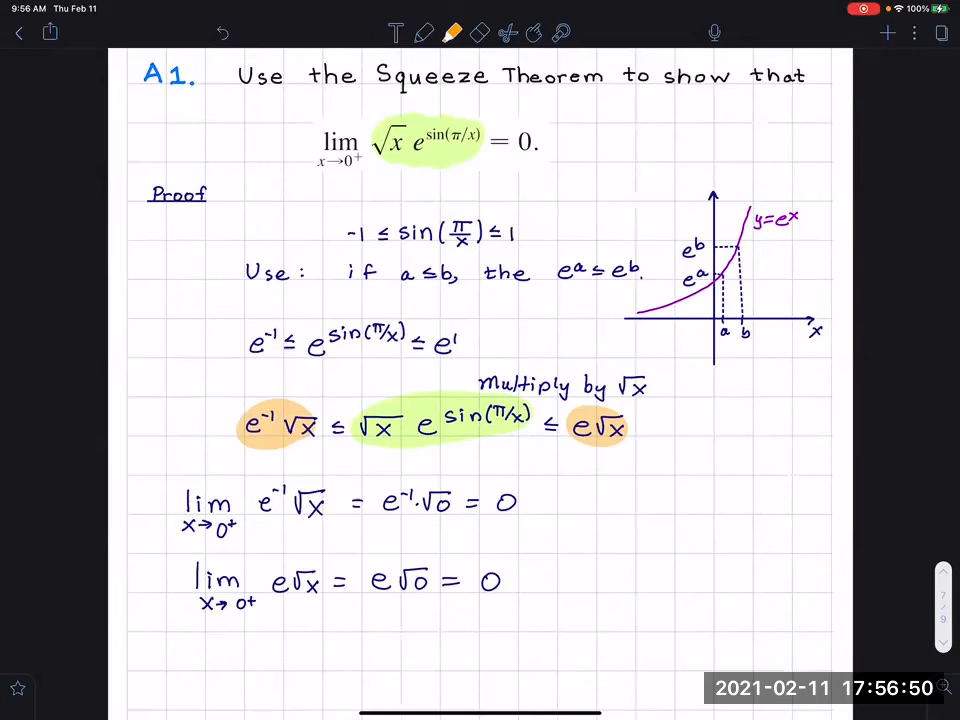 9:56 AM Thu Feb 11
100%
A1. Use the Squeeze Theorem to show that
lim x→0⁺ √x e^sin(π/x) = 0.
Proof
-1 ≤ sin(π/x) ≤ 1
Use: if a ≤ b, the e^a ≤ e^b.
y=e^x
e^b
e^a
a b x
e^-1 ≤ e^sin(π/x) ≤ e^1
multiply by √x
e^-1 √x ≤ √x e^sin(π/x) ≤ e√x
lim x→0⁺ e^-1 √x = e^-1·√0 = 0
lim x→0⁺ e√x = e√0 = 0
7 / 9
2021-02-11 17:56:50